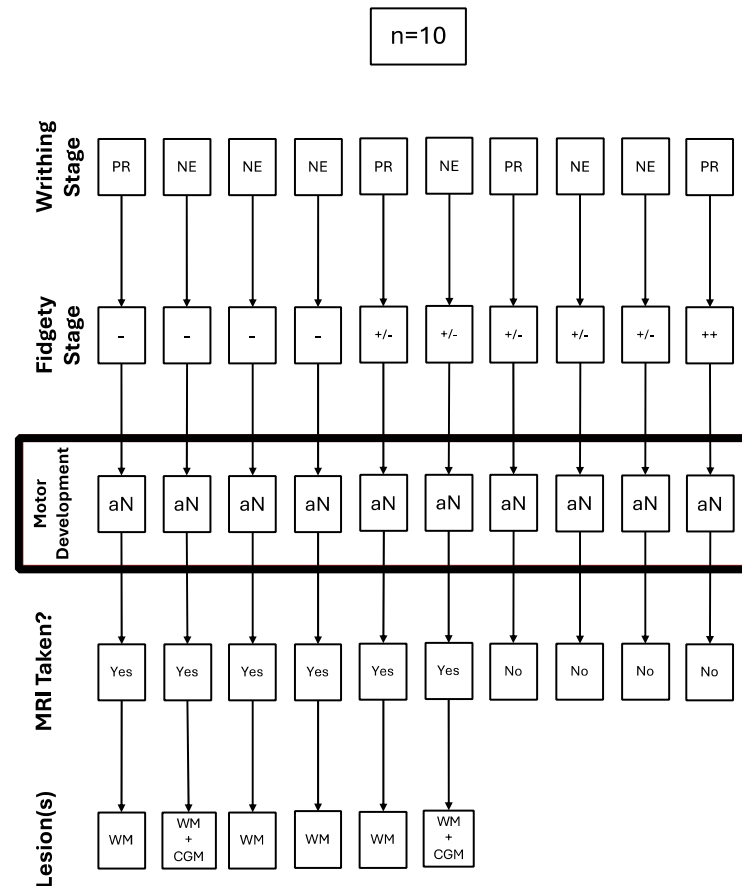 n=10
Writhing
Stage
PR NE NE NE PR NE PR NE NE PR
Fidgety
Stage
- - - - +/- +/- +/- +/- +/- ++
Motor
Development
aN aN aN aN aN aN aN aN aN aN
MRI Taken?
Yes Yes Yes Yes Yes Yes No No No No
Lesion(s)
WM
WM
+
CGM
WM
WM
WM
WM
+
CGM